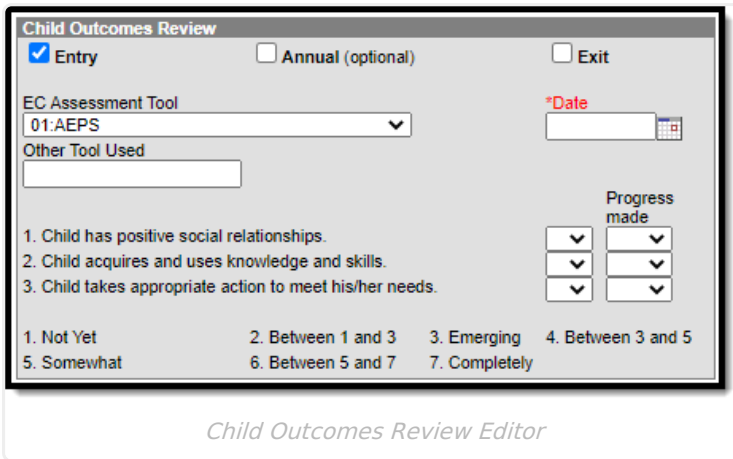 Child Outcomes Review
Entry Annual (optional) Exit
EC Assessment Tool *Date
01:AEPS
Other Tool Used
Progress
made
1. Child has positive social relationships.
2. Child acquires and uses knowledge and skills.
3. Child takes appropriate action to meet his/her needs.
1. Not Yet 2. Between 1 and 3 3. Emerging 4. Between 3 and 5
5. Somewhat 6. Between 5 and 7 7. Completely
Child Outcomes Review Editor